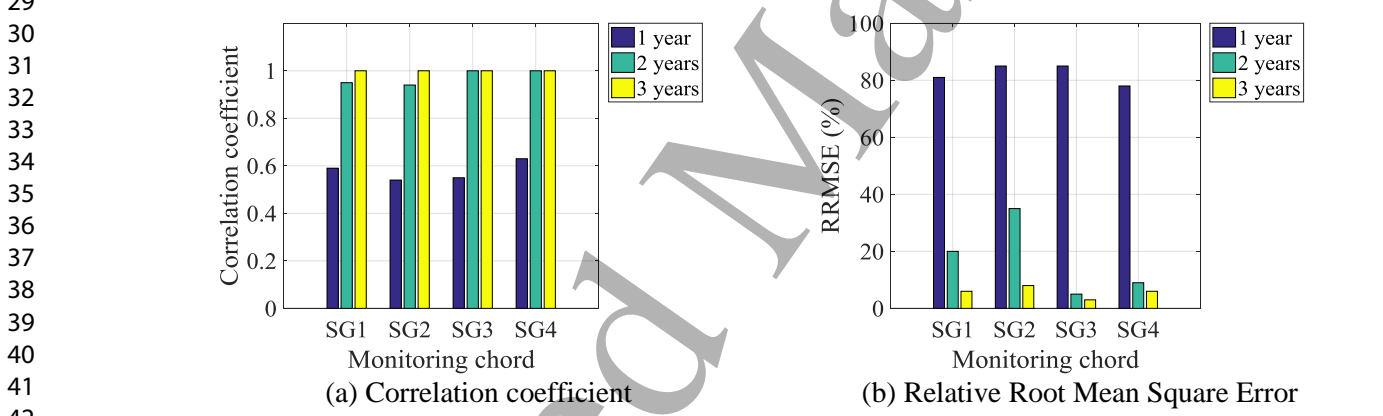 29
30
31
32
33
34
35
36
37
38
39
40
41
42
Correlation coefficient
1
0.8
0.6
0.4
0.2
0
SG1 SG2 SG3 SG4
Monitoring chord
1 year
2 years
3 years
(a) Correlation coefficient
RRMSE (%)
100
80
60
40
20
0
SG1 SG2 SG3 SG4
Monitoring chord
1 year
2 years
3 years
(b) Relative Root Mean Square Error
ed Ma